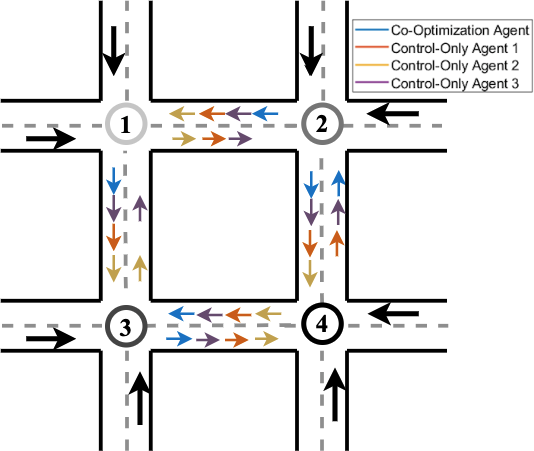 Co-Optimization Agent
Control-Only Agent 1
Control-Only Agent 2
Control-Only Agent 3
1
2
3
4